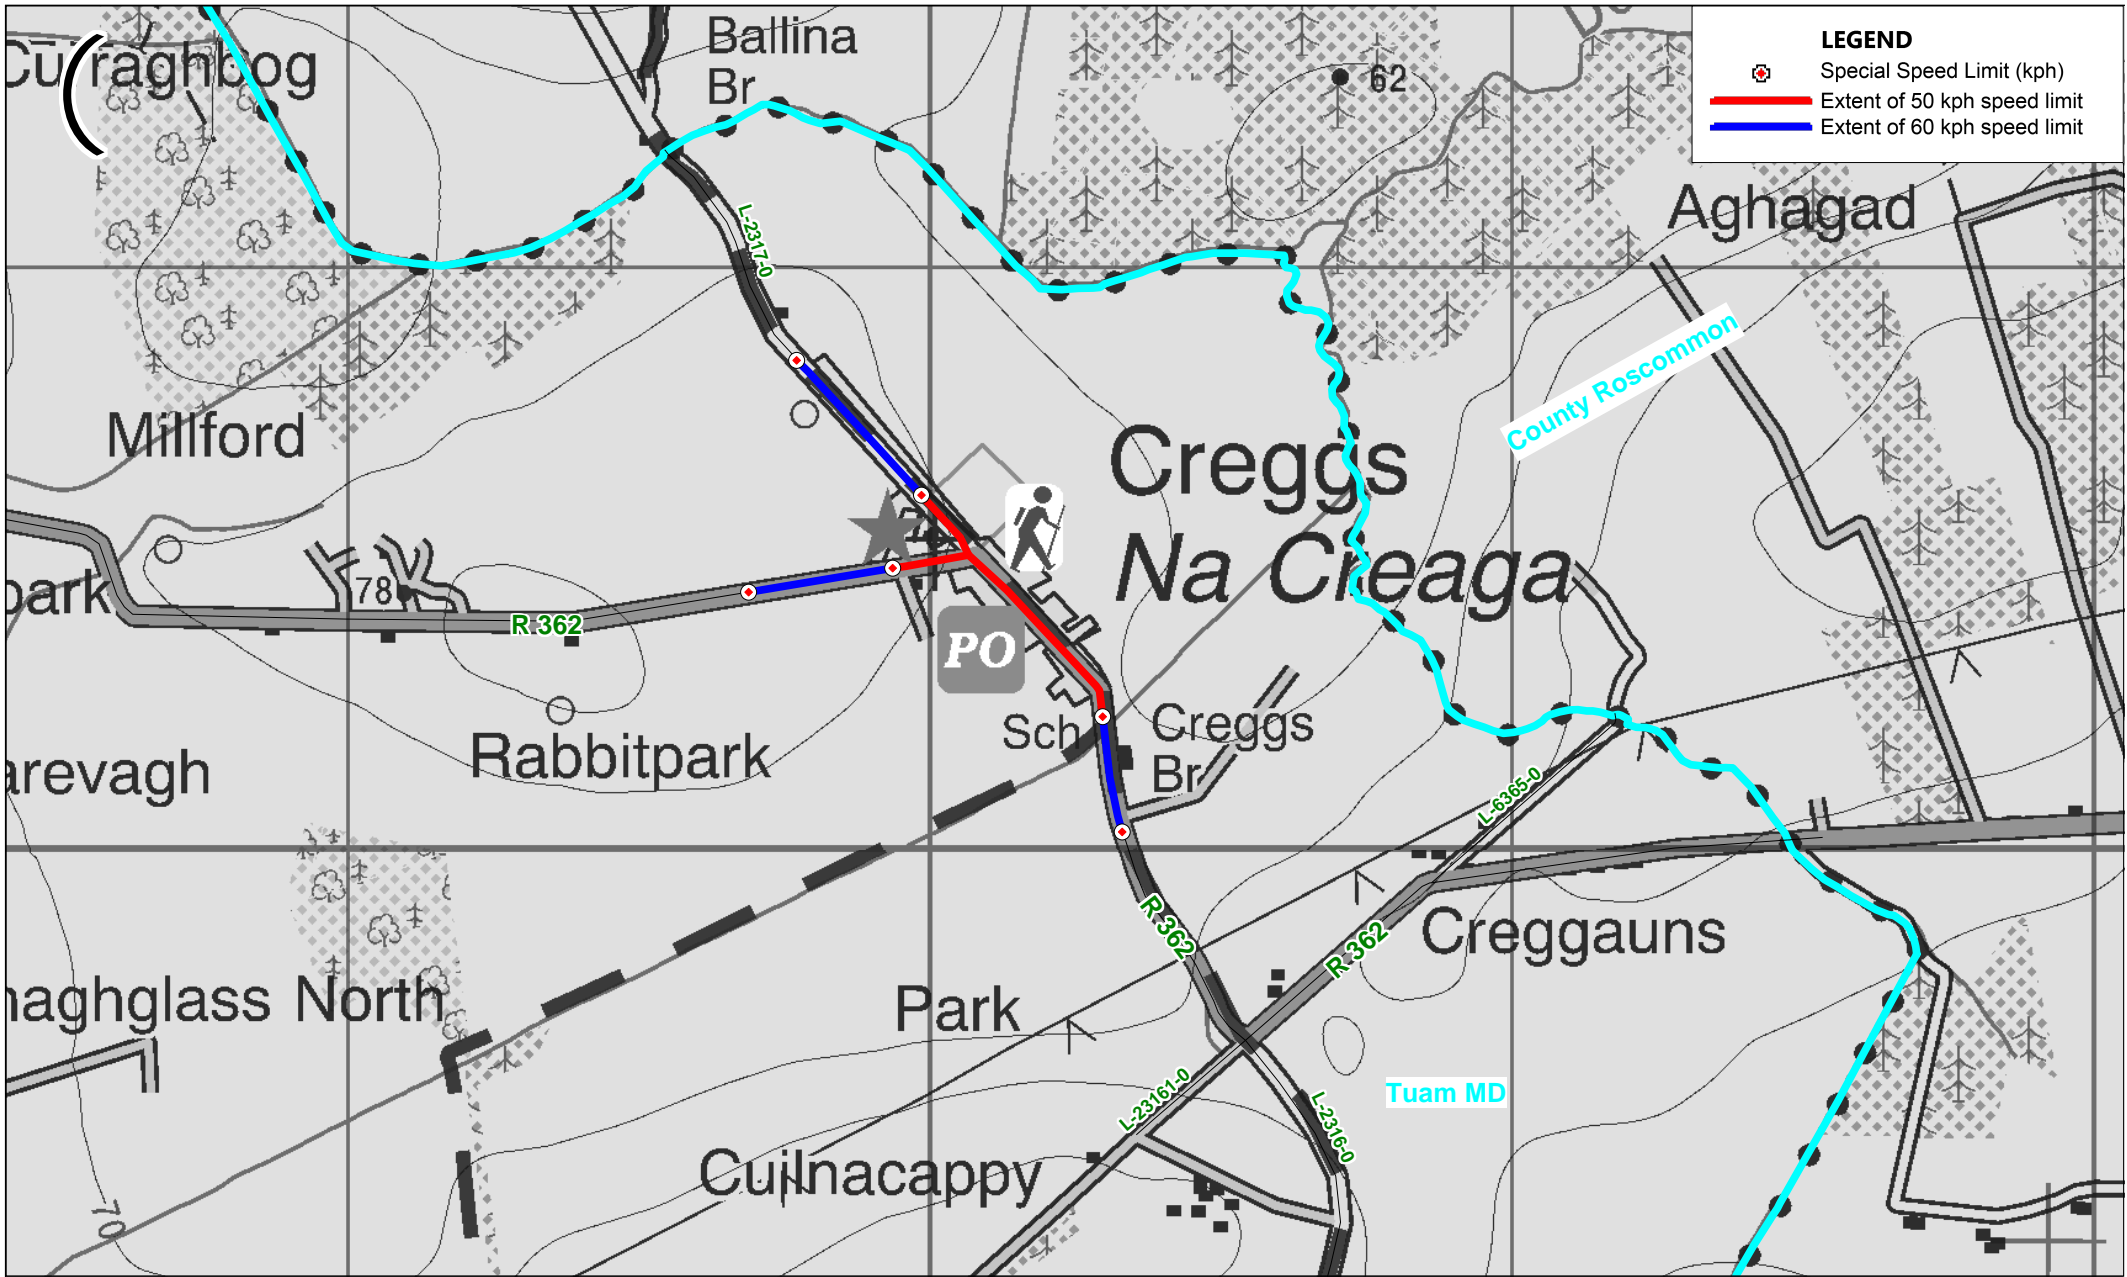 Curraghbog
Ballina
Br
62
LEGEND
Special Speed Limit (kph)
Extent of 50 kph speed limit
Extent of 60 kph speed limit
Aghagad
L-2317-0
County Roscommon
Millford
Creggs
Na Creaga
park
78
R 362
PO
Sch
Creggs
Br
Rabbitpark
arevagh
L-6365-0
R 362
R 362
Creggauns
naghglass North
Park
Tuam MD
L-23161-0
L-2316-0
Cuilnacappy
70